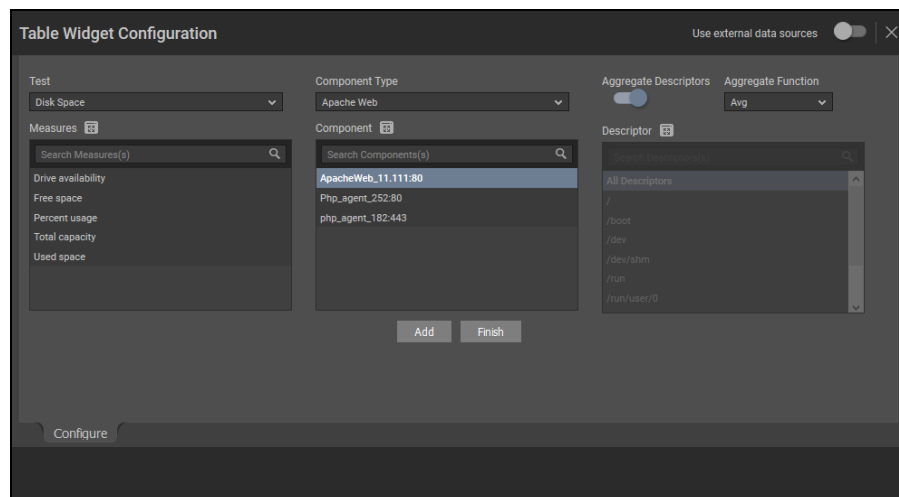 Table Widget Configuration
Use external data sources
Test
Disk Space
Measures
Search Measures(s)
Drive availability
Free space
Percent usage
Total capacity
Used space
Component Type
Apache Web
Component
Search Components(s)
ApacheWeb_11.111:80
Php_agent_252:80
php_agent_182:443
Aggregate Descriptors
Aggregate Function
Avg
Descriptor
Search Descriptors(s)
All Descriptors
/
/boot
/dev
/dev/shm
/run
/run/user/0
Add
Finish
Configure